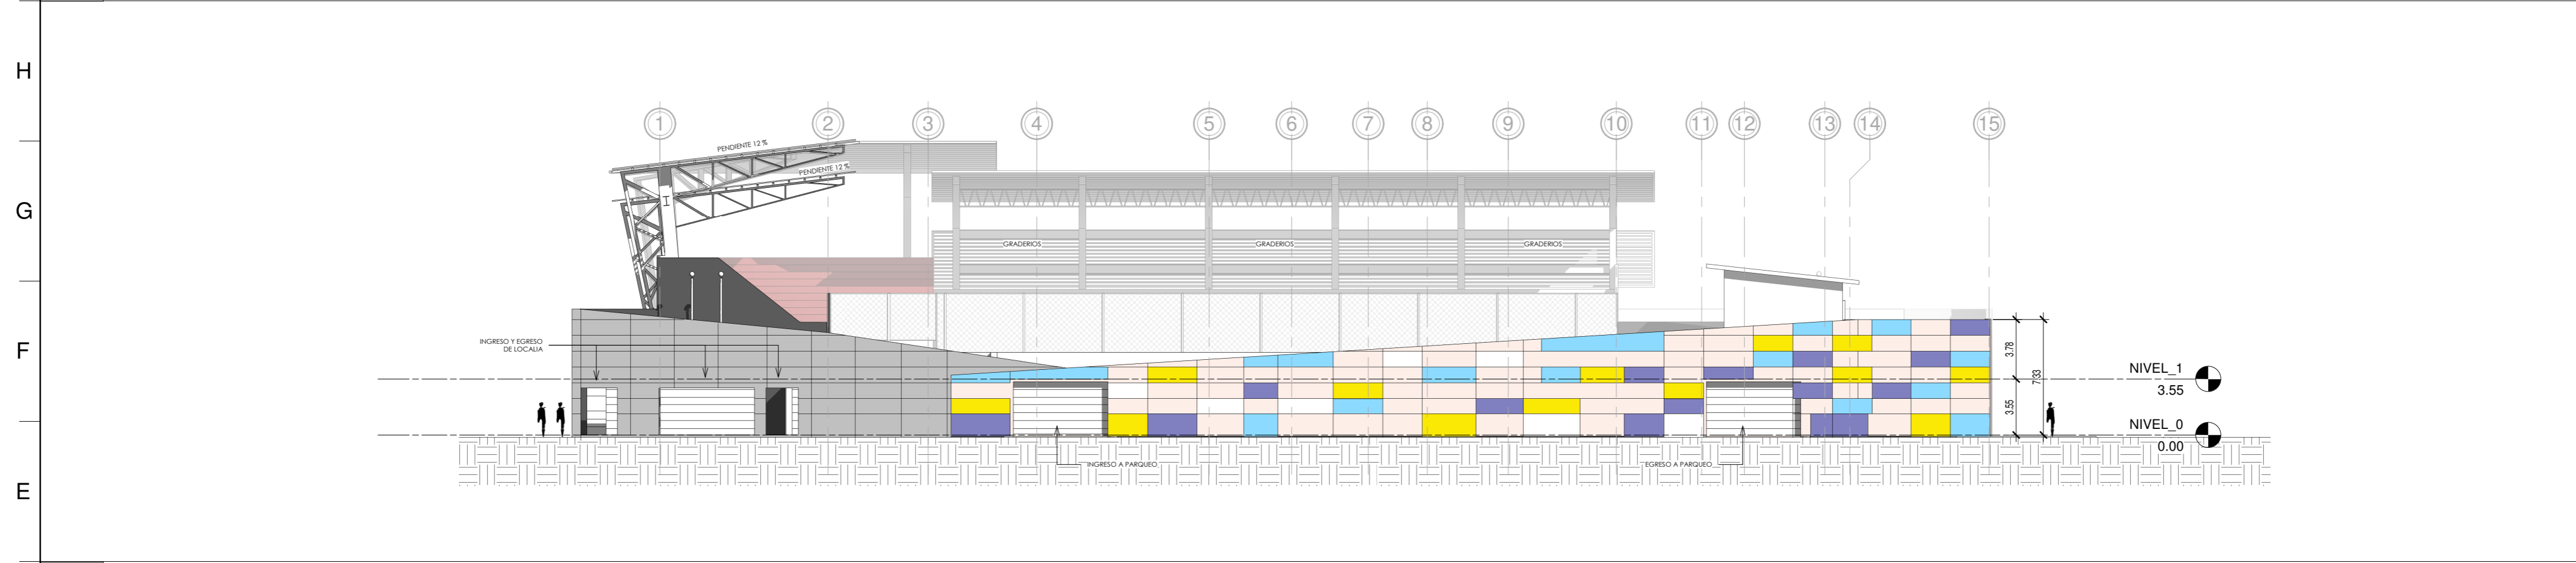 H
G
F
E
1 2 3 4 5 6 7 8 9 10 11 12 13 14 15
PENDIENTE 12 %
PENDIENTE 12 %
GRADERIOS GRADERIOS GRADERIOS
INGRESO Y EGRESO
DE LOCALIA
3.78
7.33
3.55
NIVEL_1
3.55
NIVEL_0
0.00
INGRESO A PARQUEO
EGRESO A PARQUEO